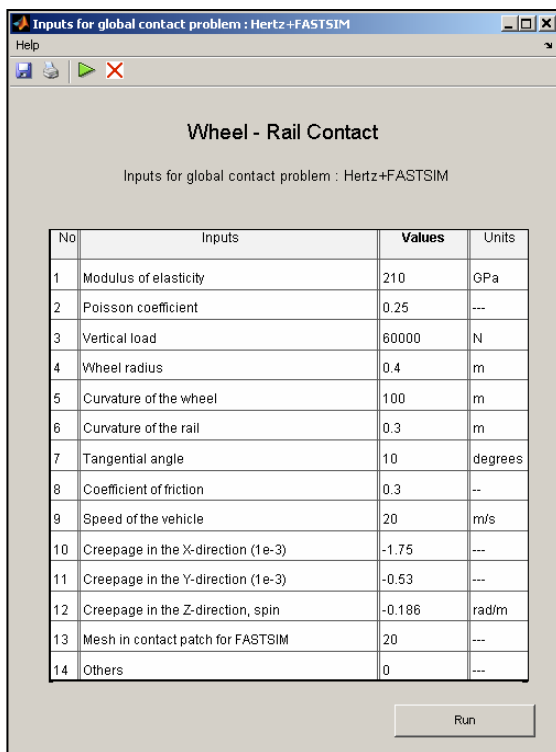 Inputs for global contact problem : Hertz+FASTSIM
Help
Wheel - Rail Contact
Inputs for global contact problem : Hertz+FASTSIM
No Inputs Values Units
1 Modulus of elasticity 210 GPa
2 Poisson coefficient 0.25 ---
3 Vertical load 60000 N
4 Wheel radius 0.4 m
5 Curvature of the wheel 100 m
6 Curvature of the rail 0.3 m
7 Tangential angle 10 degrees
8 Coefficient of friction 0.3 --
9 Speed of the vehicle 20 m/s
10 Creepage in the X-direction (1e-3) -1.75 ---
11 Creepage in the Y-direction (1e-3) -0.53 ---
12 Creepage in the Z-direction, spin -0.186 rad/m
13 Mesh in contact patch for FASTSIM 20 ---
14 Others 0 ---
Run